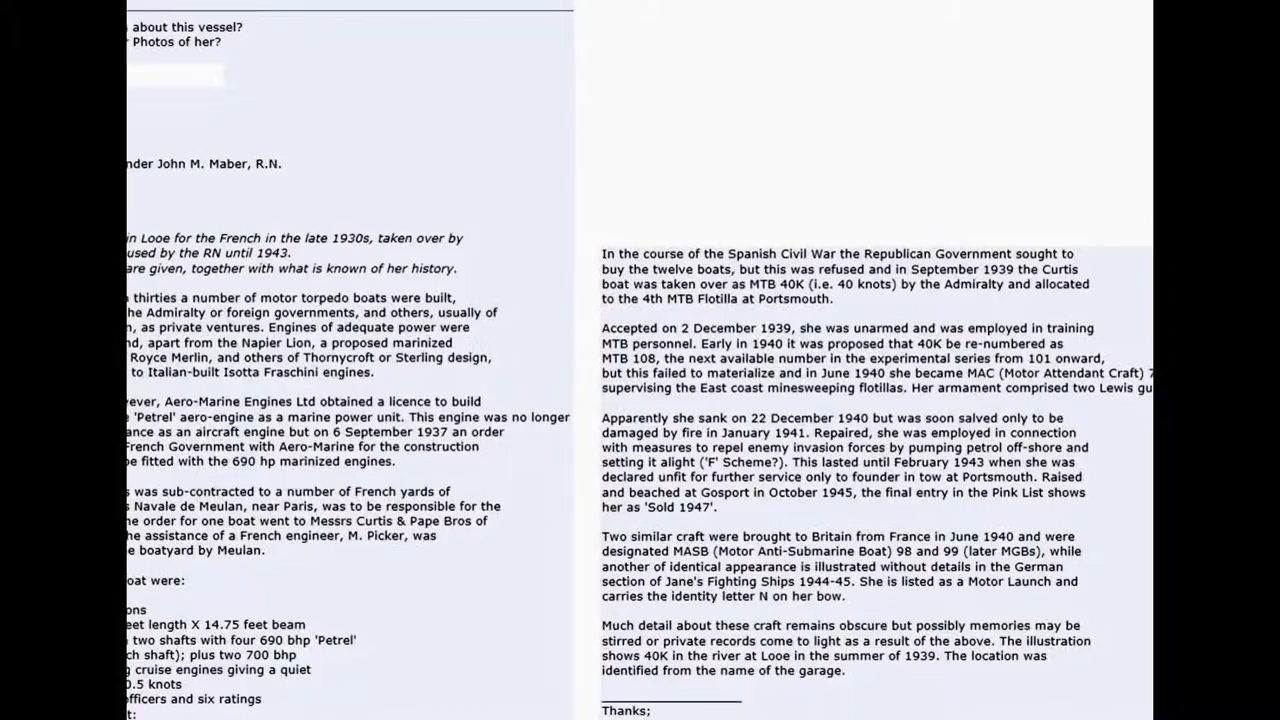 about this vessel?
Photos of her?
nder John M. Maber, R.N.
in Looe for the French in the late 1930s, taken over by
used by the RN until 1943.
are given, together with what is known of her history.
thirties a number of motor torpedo boats were built,
he Admiralty or foreign governments, and others, usually of
n, as private ventures. Engines of adequate power were
nd, apart from the Napier Lion, a proposed marinized
Royce Merlin, and others of Thornycroft or Sterling design,
to Italian-built Isotta Fraschini engines.
ever, Aero-Marine Engines Ltd obtained a licence to build
'Petrel' aero-engine as a marine power unit. This engine was no longer
ance as an aircraft engine but on 6 September 1937 an order
French Government with Aero-Marine for the construction
be fitted with the 690 hp marinized engines.
s was sub-contracted to a number of French yards of
s Navale de Meulan, near Paris, was to be responsible for the
he order for one boat went to Messrs Curtis & Pape Bros of
he assistance of a French engineer, M. Picker, was
e boatyard by Meulan.
oat were:
ons
eet length X 14.75 feet beam
two shafts with four 690 bhp 'Petrel'
ch shaft); plus two 700 bhp
g cruise engines giving a quiet
0.5 knots
officers and six ratings
t:
In the course of the Spanish Civil War the Republican Government sought to
buy the twelve boats, but this was refused and in September 1939 the Curtis
boat was taken over as MTB 40K (i.e. 40 knots) by the Admiralty and allocated
to the 4th MTB Flotilla at Portsmouth.
Accepted on 2 December 1939, she was unarmed and was employed in training
MTB personnel. Early in 1940 it was proposed that 40K be re-numbered as
MTB 108, the next available number in the experimental series from 101 onward,
but this failed to materialize and in June 1940 she became MAC (Motor Attendant Craft) 7
supervising the East coast minesweeping flotillas. Her armament comprised two Lewis gu
Apparently she sank on 22 December 1940 but was soon salved only to be
damaged by fire in January 1941. Repaired, she was employed in connection
with measures to repel enemy invasion forces by pumping petrol off-shore and
setting it alight ('F' Scheme?). This lasted until February 1943 when she was
declared unfit for further service only to founder in tow at Portsmouth. Raised
and beached at Gosport in October 1945, the final entry in the Pink List shows
her as 'Sold 1947'.
Two similar craft were brought to Britain from France in June 1940 and were
designated MASB (Motor Anti-Submarine Boat) 98 and 99 (later MGBs), while
another of identical appearance is illustrated without details in the German
section of Jane's Fighting Ships 1944-45. She is listed as a Motor Launch and
carries the identity letter N on her bow.
Much detail about these craft remains obscure but possibly memories may be
stirred or private records come to light as a result of the above. The illustration
shows 40K in the river at Looe in the summer of 1939. The location was
identified from the name of the garage.
Thanks;